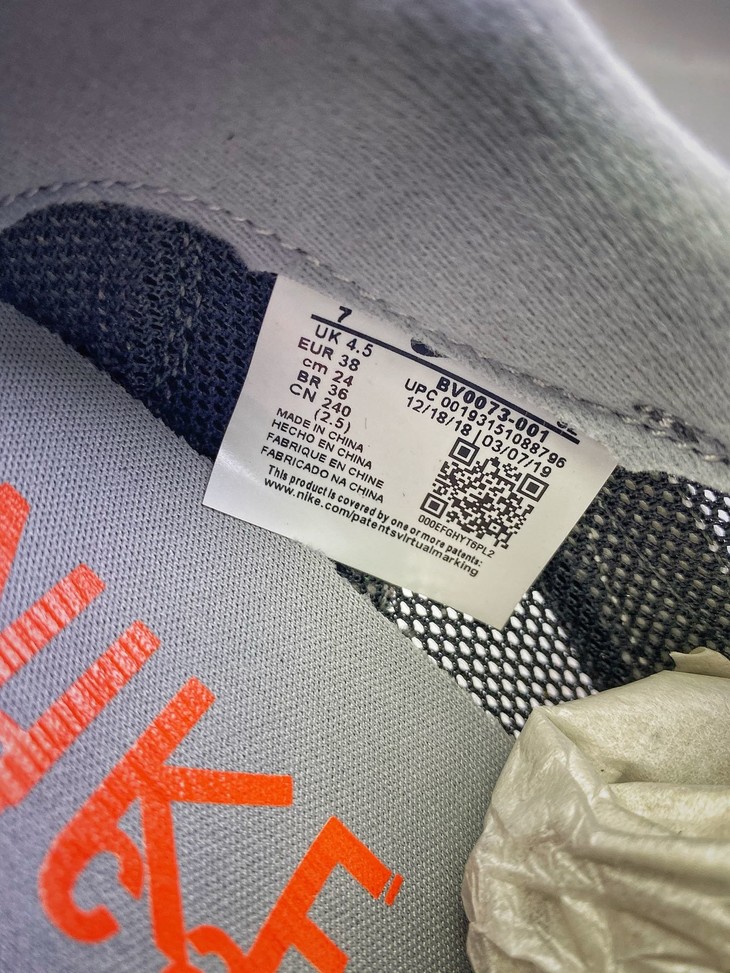 7
UK 4.5
EUR 38
cm 24
BR 36
CN 240
(2.5)
MADE IN CHINA
HECHO EN CHINA
FABRIQUE EN CHINE
FABRICADO NA CHINA
BV0073-001
UPC 00193151088796
12/18/18 | 03/07/19
000EFGHYT6PL2
This product is covered by one or more patents:
www.nike.com/patentsvirtualmarking
NIKE